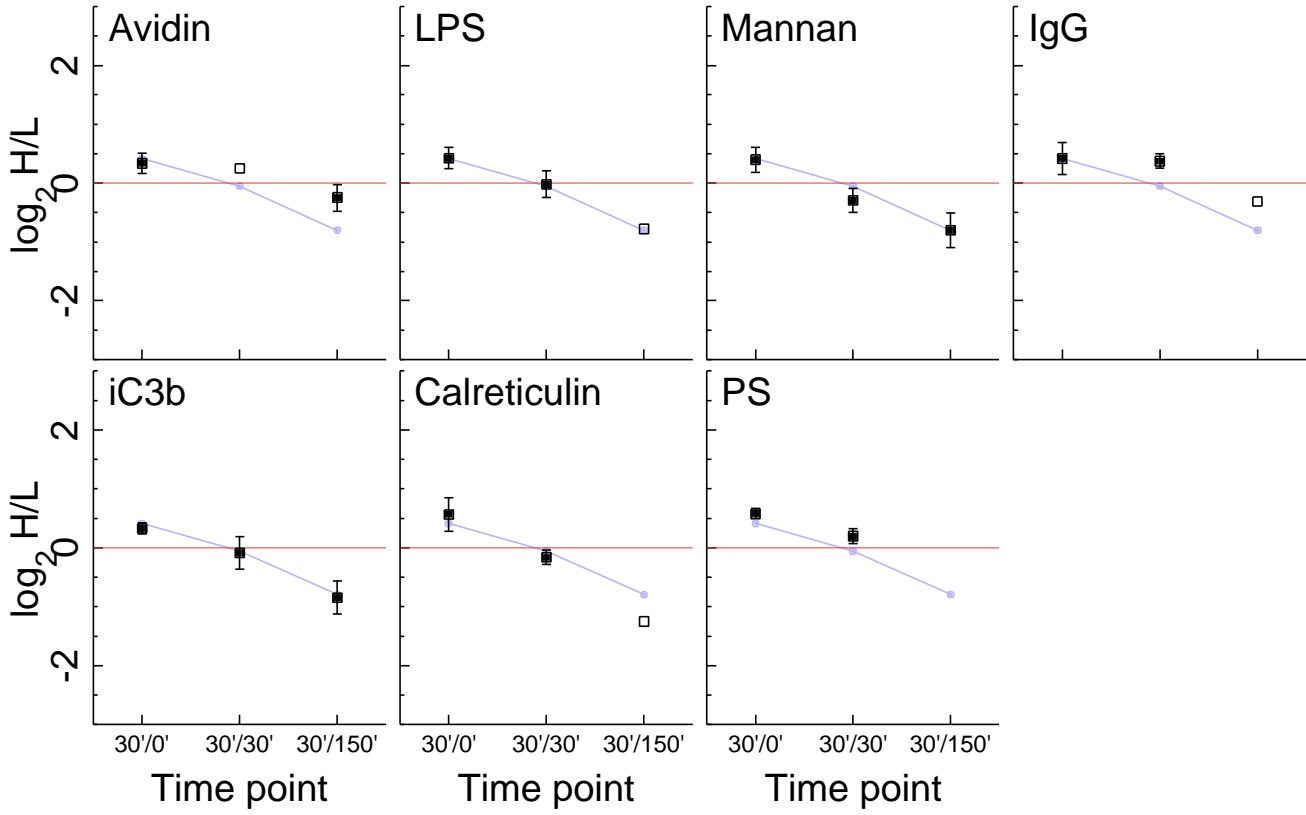 Avidin LPS Mannan IgG
2
0
-2
log2 H/L
iC3b Calreticulin PS
2
0
-2
log2 H/L
30'/0' 30'/30' 30'/150' 30'/0' 30'/30' 30'/150' 30'/0' 30'/30' 30'/150'
Time point Time point Time point